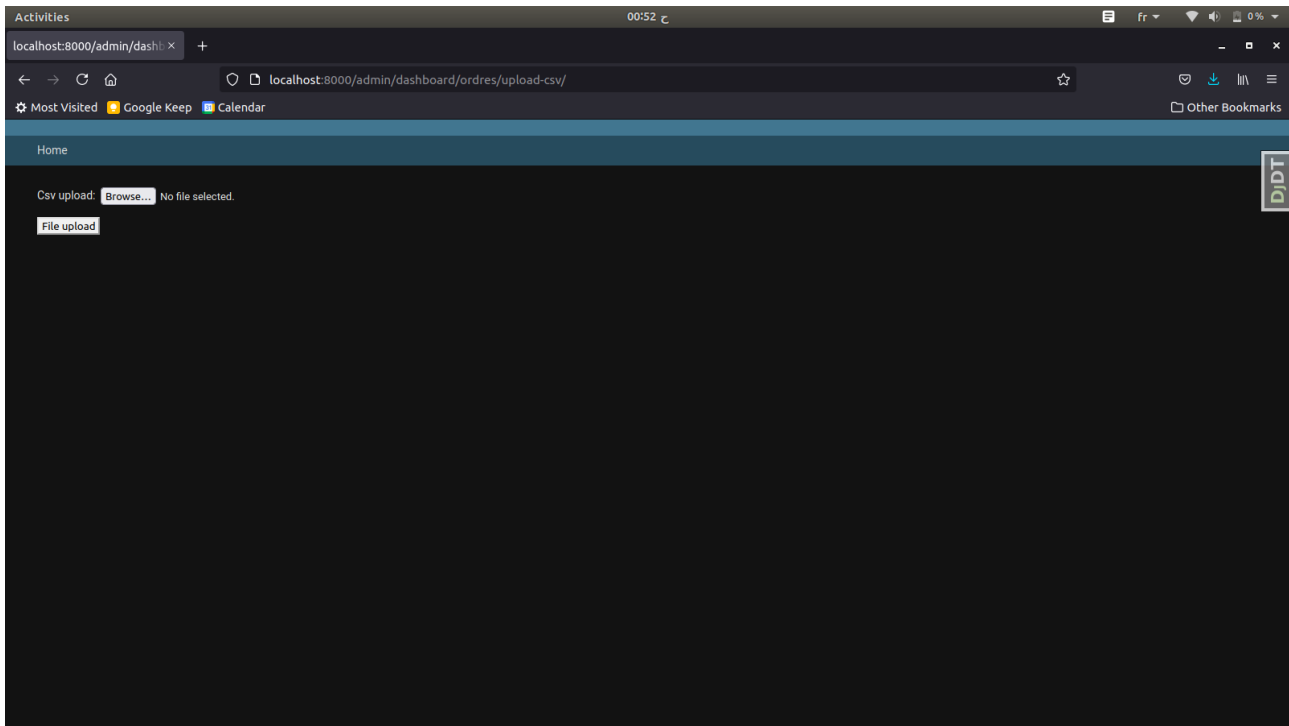 Activities
00:52 ح
fr
0 %
localhost:8000/admin/dashb
localhost:8000/admin/dashboard/ordres/upload-csv/
Most Visited
Google Keep
Calendar
Other Bookmarks
Home
DjDT
Csv upload: Browse... No file selected.
File upload